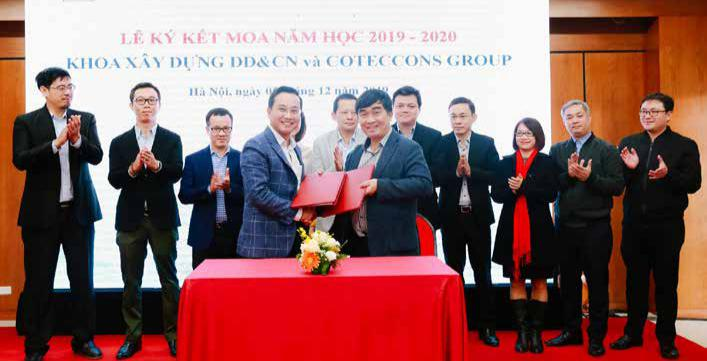 LỄ KÝ KẾT MOA NĂM HỌC 2019 - 2020
KHOA XÂY DỰNG DD&CN và COTECCONS GROUP
Hà Nội, ngày 12 năm 2019